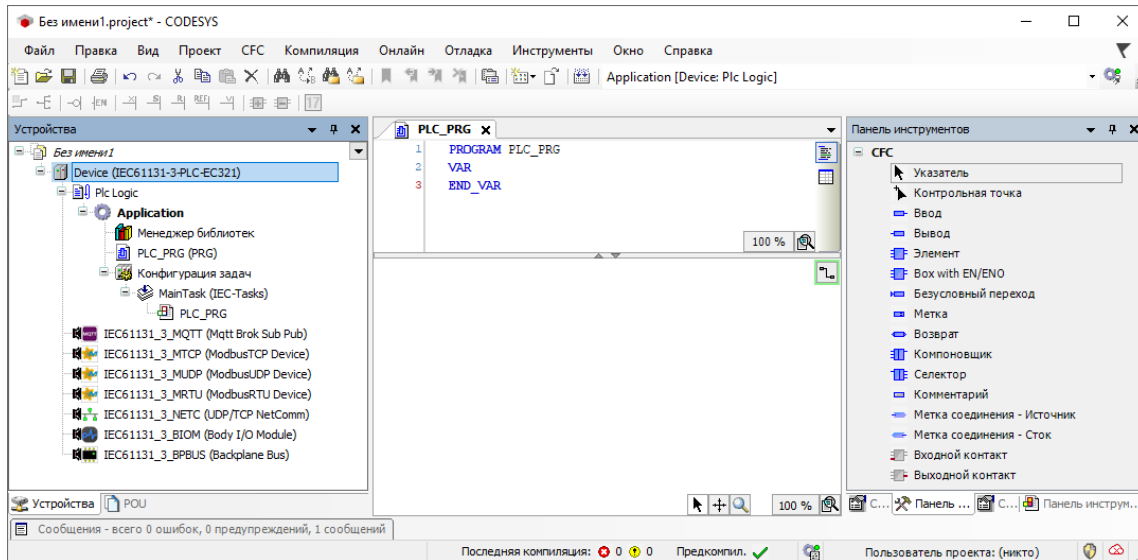 Без имени1.project* - CODESYS
Файл Правка Вид Проект CFC Компиляция Онлайн Отладка Инструменты Окно Справка
Application [Device: Plc Logic]
Устройства
Без имени1
Device (IEC61131-3-PLC-EC321)
Plc Logic
Application
Менеджер библиотек
PLC_PRG (PRG)
Конфигурация задач
MainTask (IEC-Tasks)
PLC_PRG
IEC61131_3_MQTT (Mqtt Brok Sub Pub)
IEC61131_3_MTCP (ModbusTCP Device)
IEC61131_3_MUDP (ModbusUDP Device)
IEC61131_3_MRTU (ModbusRTU Device)
IEC61131_3_NETC (UDP/TCP NetComm)
IEC61131_3_BIOM (Body I/O Module)
IEC61131_3_BPBUS (Backplane Bus)
Устройства POU
PLC_PRG
1 PROGRAM PLC_PRG
2 VAR
3 END_VAR
100 %
100 %
Панель инструментов
CFC
Указатель
Контрольная точка
Ввод
Вывод
Элемент
Box with EN/ENO
Безусловный переход
Метка
Возврат
Компоновщик
Селектор
Комментарий
Метка соединения - Источник
Метка соединения - Сток
Входной контакт
Выходной контакт
С... Панель ... С... Панель инструм...
Сообщения - всего 0 ошибок, 0 предупреждений, 1 сообщений
Последняя компиляция: 0 0 Предкомпил. Пользователь проекта: (никто)